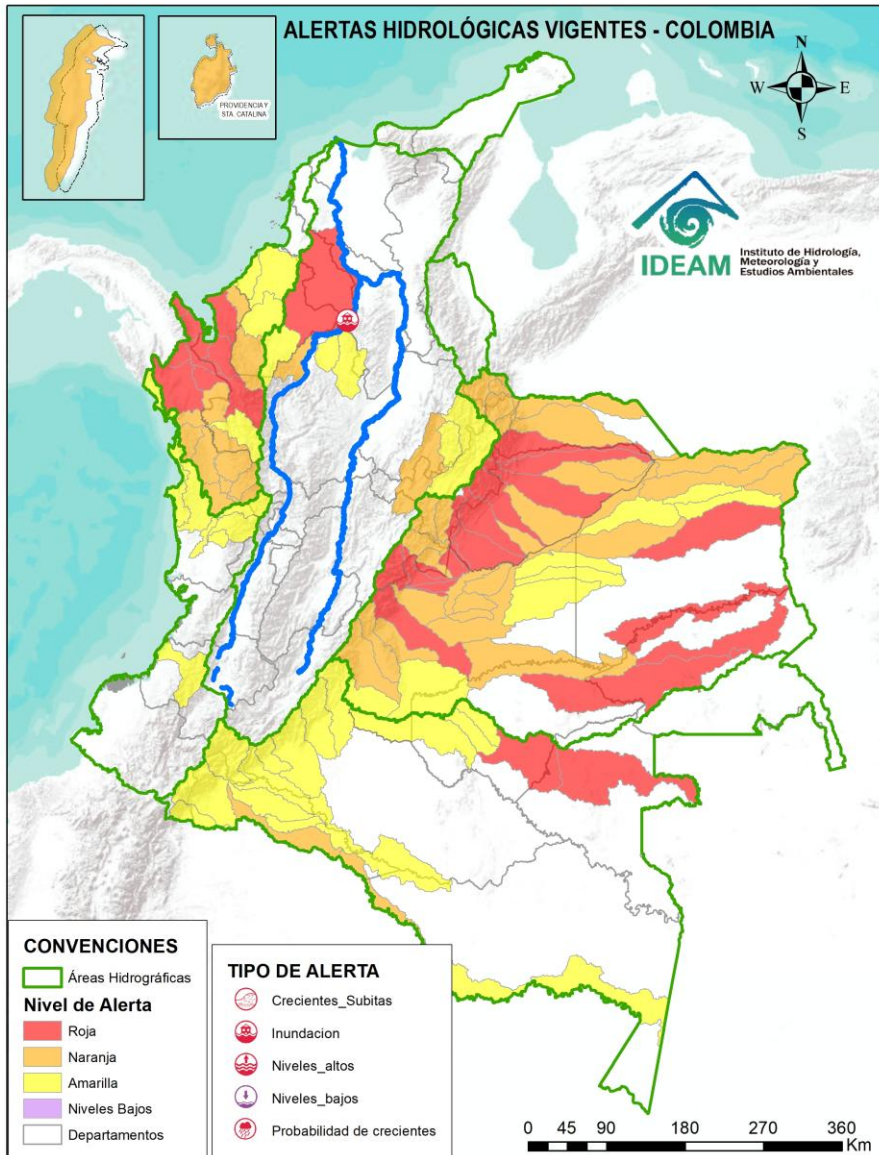 ALERTAS HIDROLÓGICAS VIGENTES - COLOMBIA
PROVIDENCIA Y
STA. CATALINA
N
W
E
S
IDEAM
Instituto de Hidrología,
Meteorología y
Estudios Ambientales
CONVENCIONES
Áreas Hidrográficas
Nivel de Alerta
Roja
Naranja
Amarilla
Niveles Bajos
Departamentos
TIPO DE ALERTA
Crecientes_Subitas
Inundacion
Niveles_altos
Niveles_bajos
Probabilidad de crecientes
0 45 90 180 270 360
Km